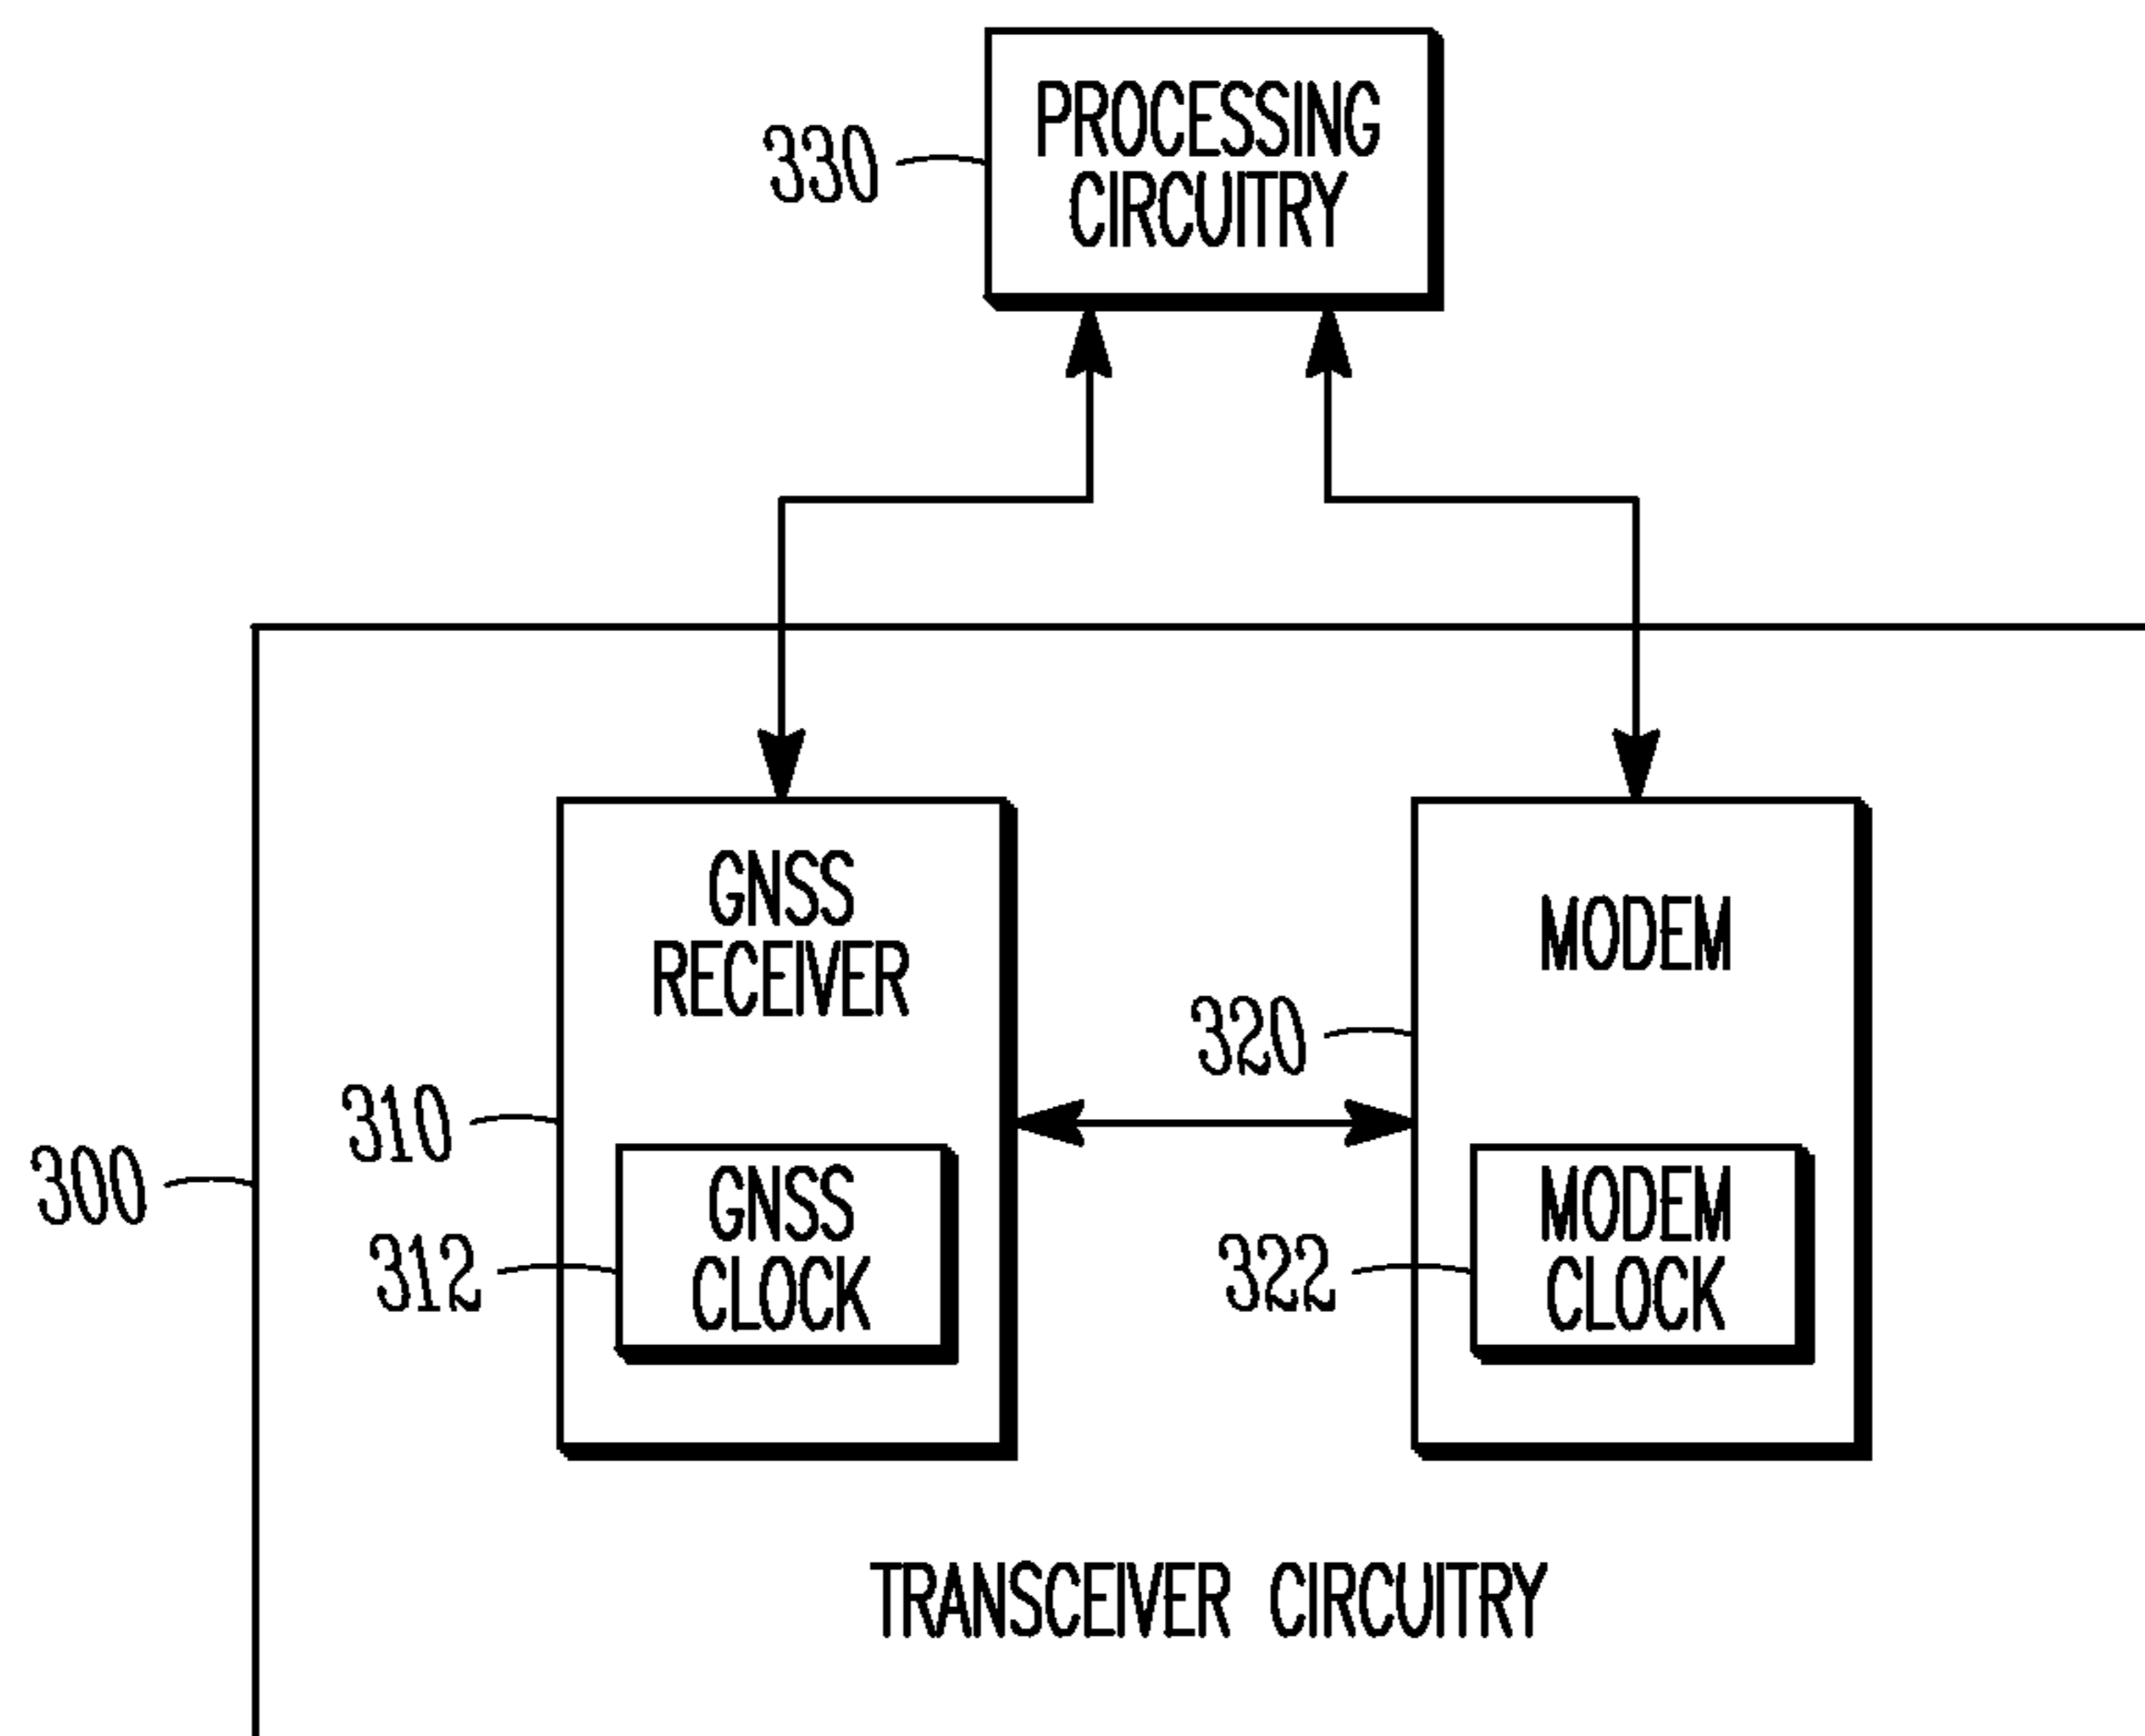 PROCESSING
CIRCUITRY
330
GNSS
RECEIVER
MODEM
320
310
300
GNSS
CLOCK
312
MODEM
CLOCK
322
TRANSCEIVER CIRCUITRY